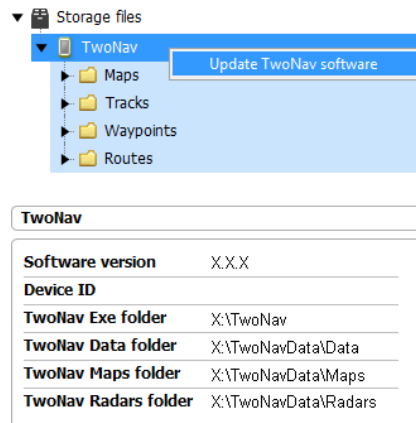 Storage files
TwoNav
Update TwoNav software
Maps
Tracks
Waypoints
Routes
TwoNav
Software version X.X.X
Device ID
TwoNav Exe folder X:\TwoNav
TwoNav Data folder X:\TwoNavData\Data
TwoNav Maps folder X:\TwoNavData\Maps
TwoNav Radars folder X:\TwoNavData\Radars